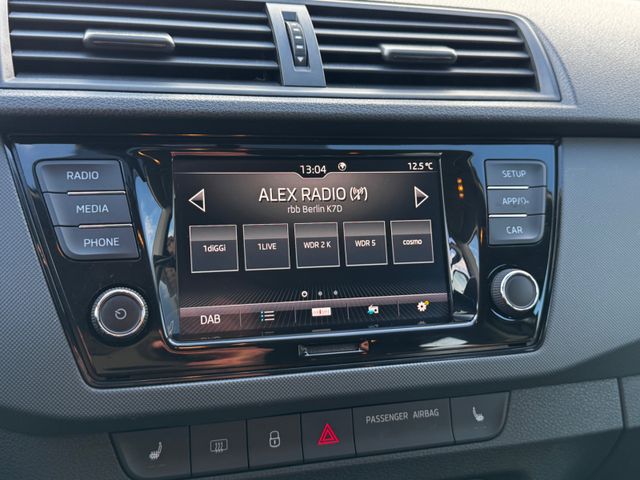 RADIO
MEDIA
PHONE
13:04
12.5 °C
ALEX RADIO
rbb Berlin K7D
1diGGi
1LIVE
WDR 2 K
WDR 5
cosmo
DAB
SETUP
CAR
PASSENGER AIRBAG